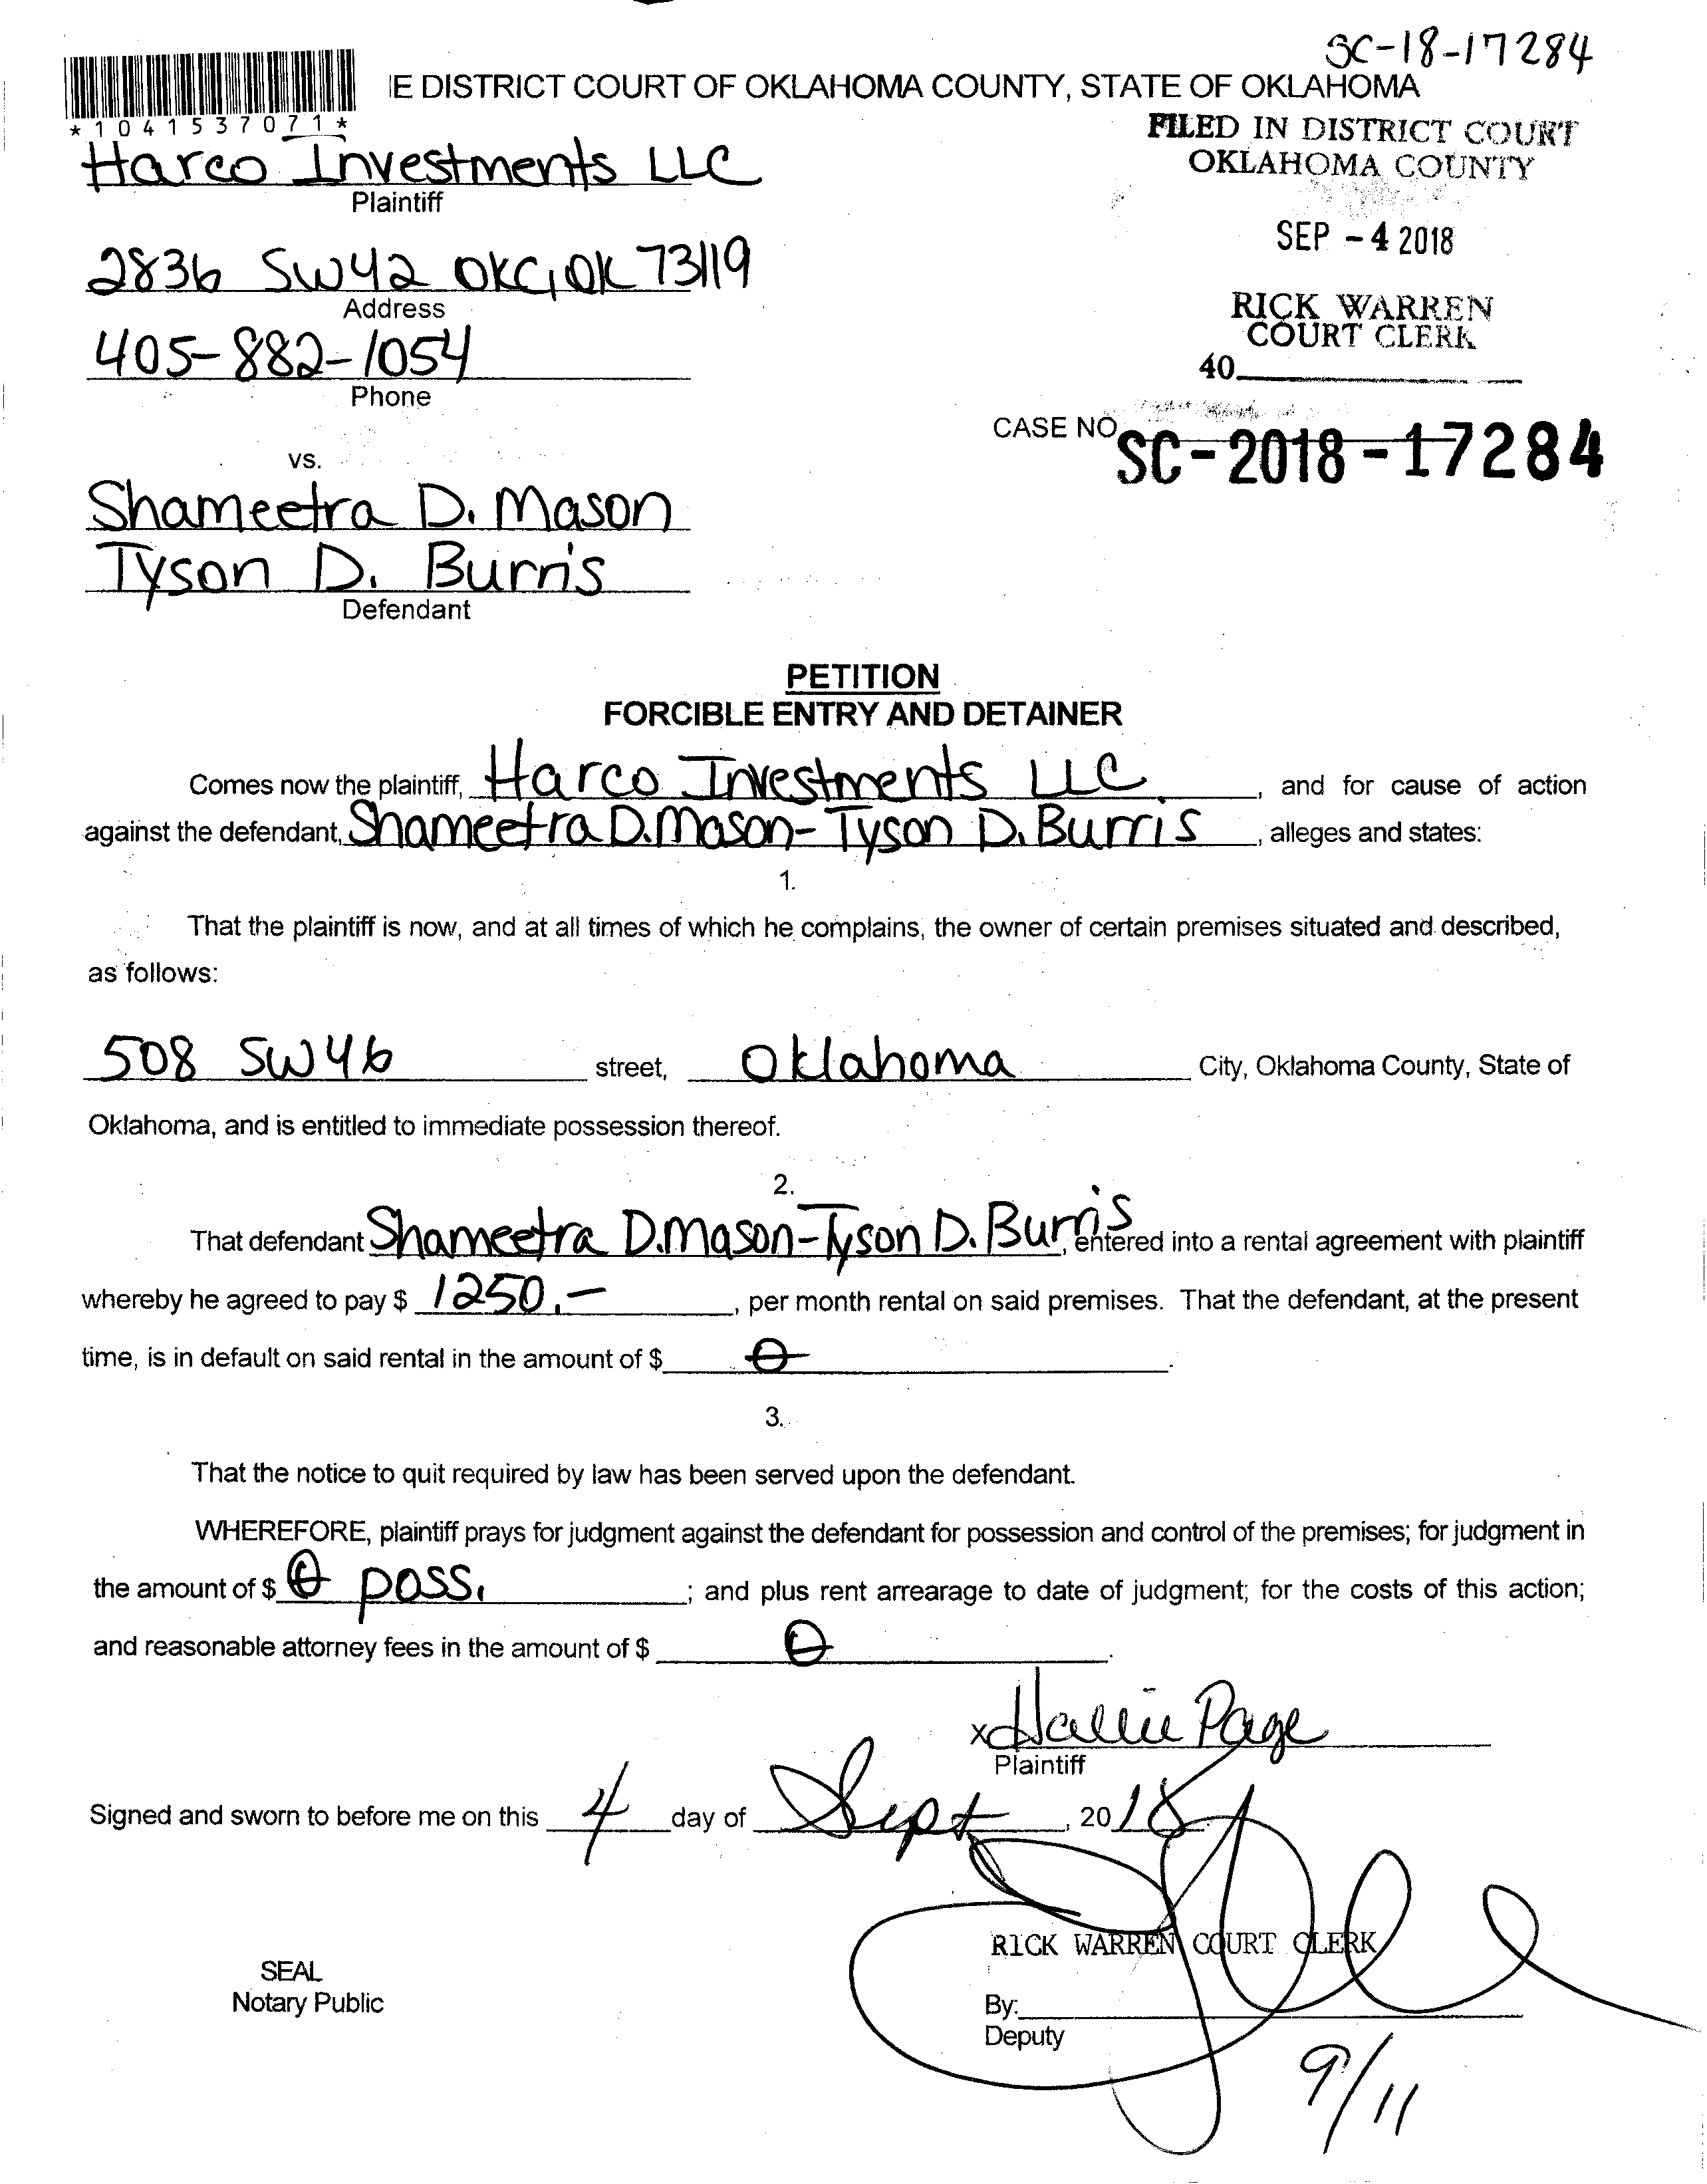 SC-18-17284
E DISTRICT COURT OF OKLAHOMA COUNTY, STATE OF OKLAHOMA
*1041537071*
FILED IN DISTRICT COURT
OKLAHOMA COUNTY
Harco Investments LLC
Plaintiff
SEP - 4 2018
2836 SW42 OKC, OK 73119
Address
RICK WARREN
COURT CLERK
405-882-1054
Phone
40
CASE NO. SC-2018-17284
vs.
Shameetra D. Mason
Tyson D. Burris
Defendant
PETITION
FORCIBLE ENTRY AND DETAINER
Comes now the plaintiff, Harco Investments LLC, and for cause of action
against the defendant, Shameetra D. Mason-Tyson D. Burris, alleges and states:
1.
That the plaintiff is now, and at all times of which he complains, the owner of certain premises situated and described,
as follows:
508 SW46 street, Oklahoma City, Oklahoma County, State of
Oklahoma, and is entitled to immediate possession thereof.
2.
That defendant Shameetra D. Mason-Tyson D. Burris, entered into a rental agreement with plaintiff
whereby he agreed to pay $ 1250.-, per month rental on said premises. That the defendant, at the present
time, is in default on said rental in the amount of $ 0.
3.
That the notice to quit required by law has been served upon the defendant.
WHEREFORE, plaintiff prays for judgment against the defendant for possession and control of the premises; for judgment in
the amount of $ 0 poss. ; and plus rent arrearage to date of judgment; for the costs of this action;
and reasonable attorney fees in the amount of $ 0.
x Hallie Page
Plaintiff
Signed and sworn to before me on this 4 day of Sept, 2018
RICK WARREN COURT CLERK
SEAL
Notary Public
By:
Deputy
9/11